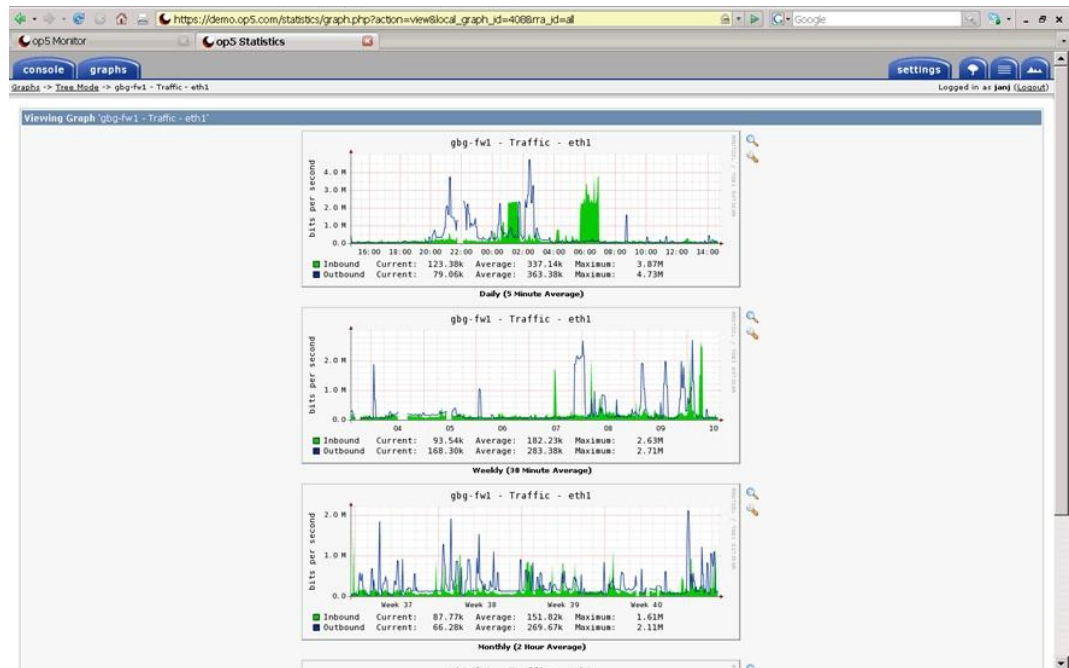 https://demo.op5.com/statistics/graph.php?action=view&local_graph_id=408&rra_id=all
Google
op5 Monitor
op5 Statistics
console
graphs
settings
Graphs -> Tree Mode -> gbg-fw1 - Traffic - eth1
Logged in as janj (Logout)
Viewing Graph 'gbg-fw1 - Traffic - eth1'
gbg-fw1 - Traffic - eth1
bits per second
4.0 M
3.0 M
2.0 M
1.0 M
0.0
16:00 18:00 20:00 22:00 00:00 02:00 04:00 06:00 08:00 10:00 12:00 14:00
Inbound Current: 123.38k Average: 337.14k Maximum: 3.87M
Outbound Current: 79.06k Average: 363.38k Maximum: 4.73M
Daily (5 Minute Average)
gbg-fw1 - Traffic - eth1
bits per second
2.0 M
1.0 M
0.0
04 05 06 07 08 09 10
Inbound Current: 93.54k Average: 182.23k Maximum: 2.63M
Outbound Current: 168.30k Average: 283.38k Maximum: 2.71M
Weekly (30 Minute Average)
gbg-fw1 - Traffic - eth1
bits per second
2.0 M
1.0 M
0.0
Week 37 Week 38 Week 39 Week 40
Inbound Current: 87.77k Average: 151.82k Maximum: 1.61M
Outbound Current: 66.28k Average: 269.67k Maximum: 2.11M
Monthly (2 Hour Average)